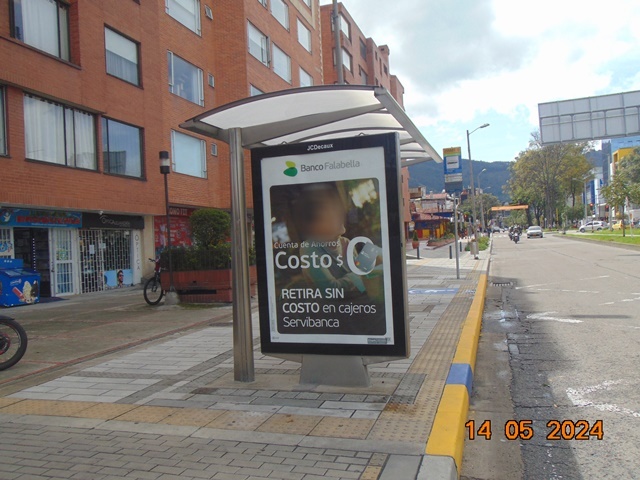 JCDecaux
Banco Falabella
Cuenta de Ahorros
Costo $0
RETIRA SIN
COSTO en cajeros
Servibanca
14 05 2024